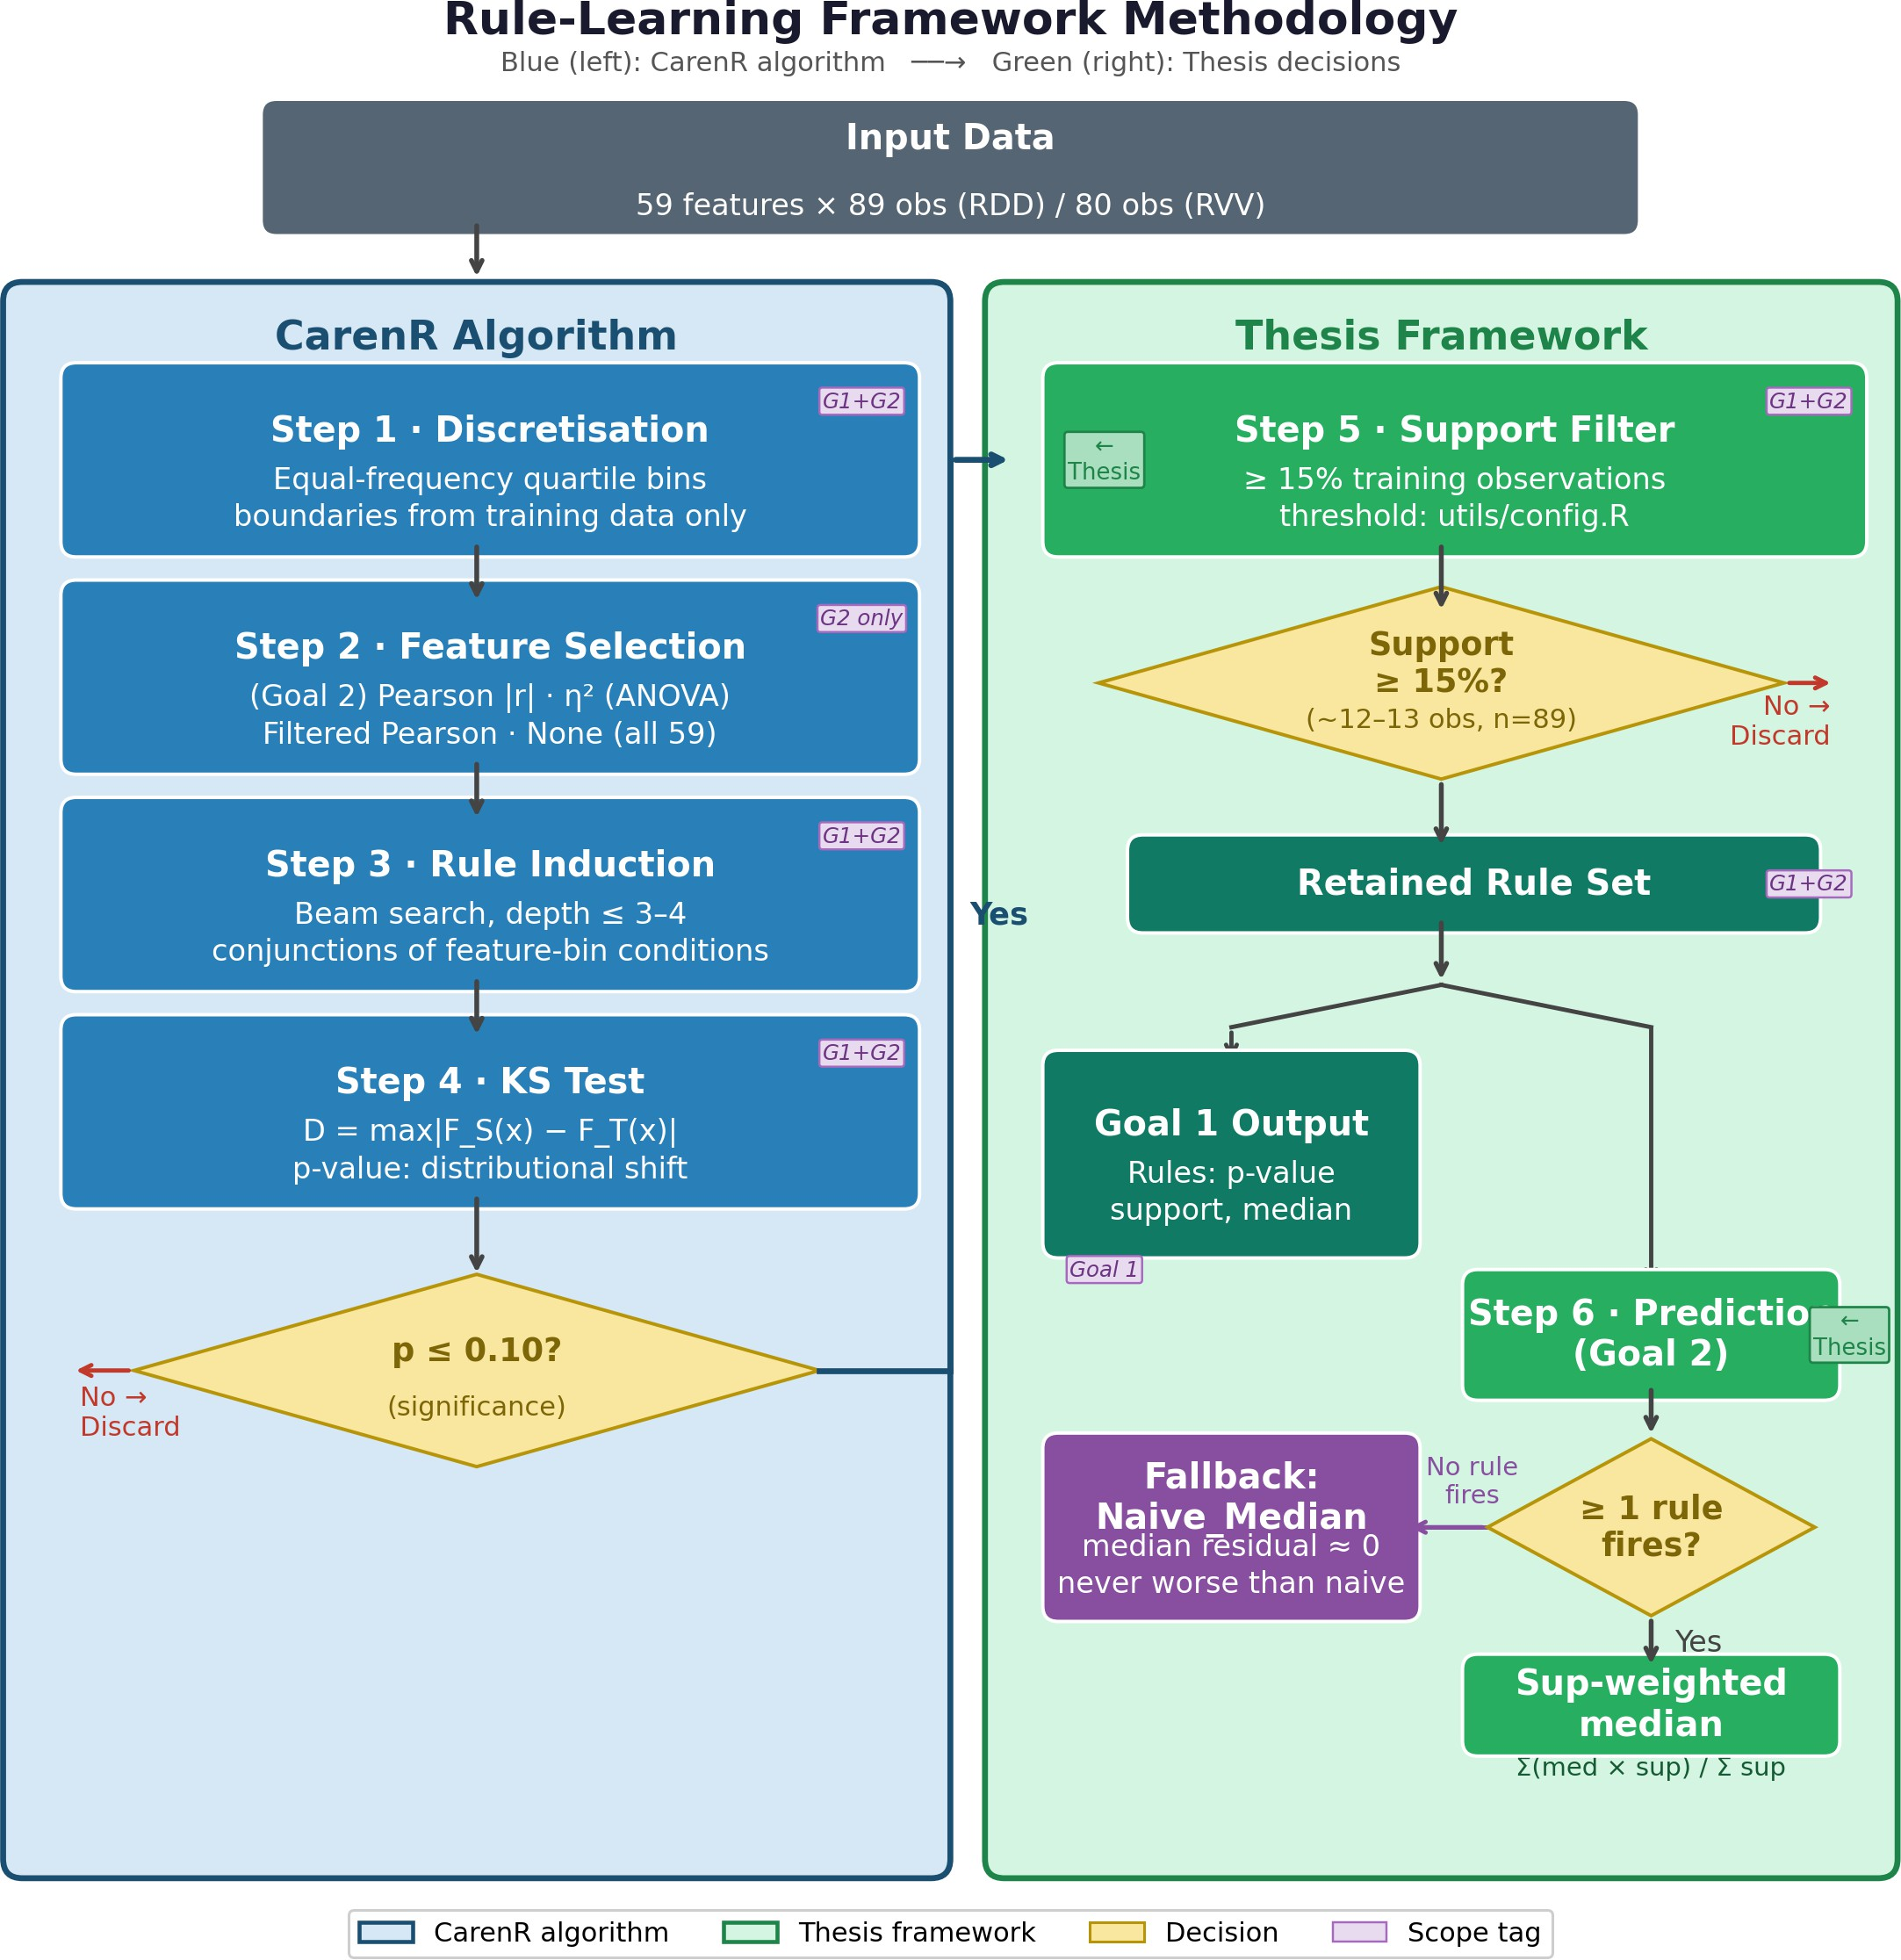 Rule-Learning Framework Methodology
Blue (left): CarenR algorithm ──→ Green (right): Thesis decisions
Input Data
59 features × 89 obs (RDD) / 80 obs (RVV)
CarenR Algorithm
G1+G2
Step 1 · Discretisation
Equal-frequency quartile bins
boundaries from training data only
G2 only
Step 2 · Feature Selection
(Goal 2) Pearson |r| · η² (ANOVA)
Filtered Pearson · None (all 59)
G1+G2
Step 3 · Rule Induction
Beam search, depth ≤ 3–4
conjunctions of feature-bin conditions
G1+G2
Step 4 · KS Test
D = max|F_S(x) − F_T(x)|
p-value: distributional shift
p ≤ 0.10?
(significance)
No →
Discard
Yes
Thesis Framework
G1+G2
Step 5 · Support Filter
←
Thesis
≥ 15% training observations
threshold: utils/config.R
Support
≥ 15%?
(~12–13 obs, n=89)
No →
Discard
Retained Rule Set
G1+G2
Goal 1 Output
Rules: p-value
support, median
Goal 1
Step 6 · Prediction
(Goal 2)
←
Thesis
≥ 1 rule
fires?
No rule
fires
Fallback:
Naive_Median
median residual ≈ 0
never worse than naive
Yes
Sup-weighted
median
Σ(med × sup) / Σ sup
CarenR algorithm
Thesis framework
Decision
Scope tag